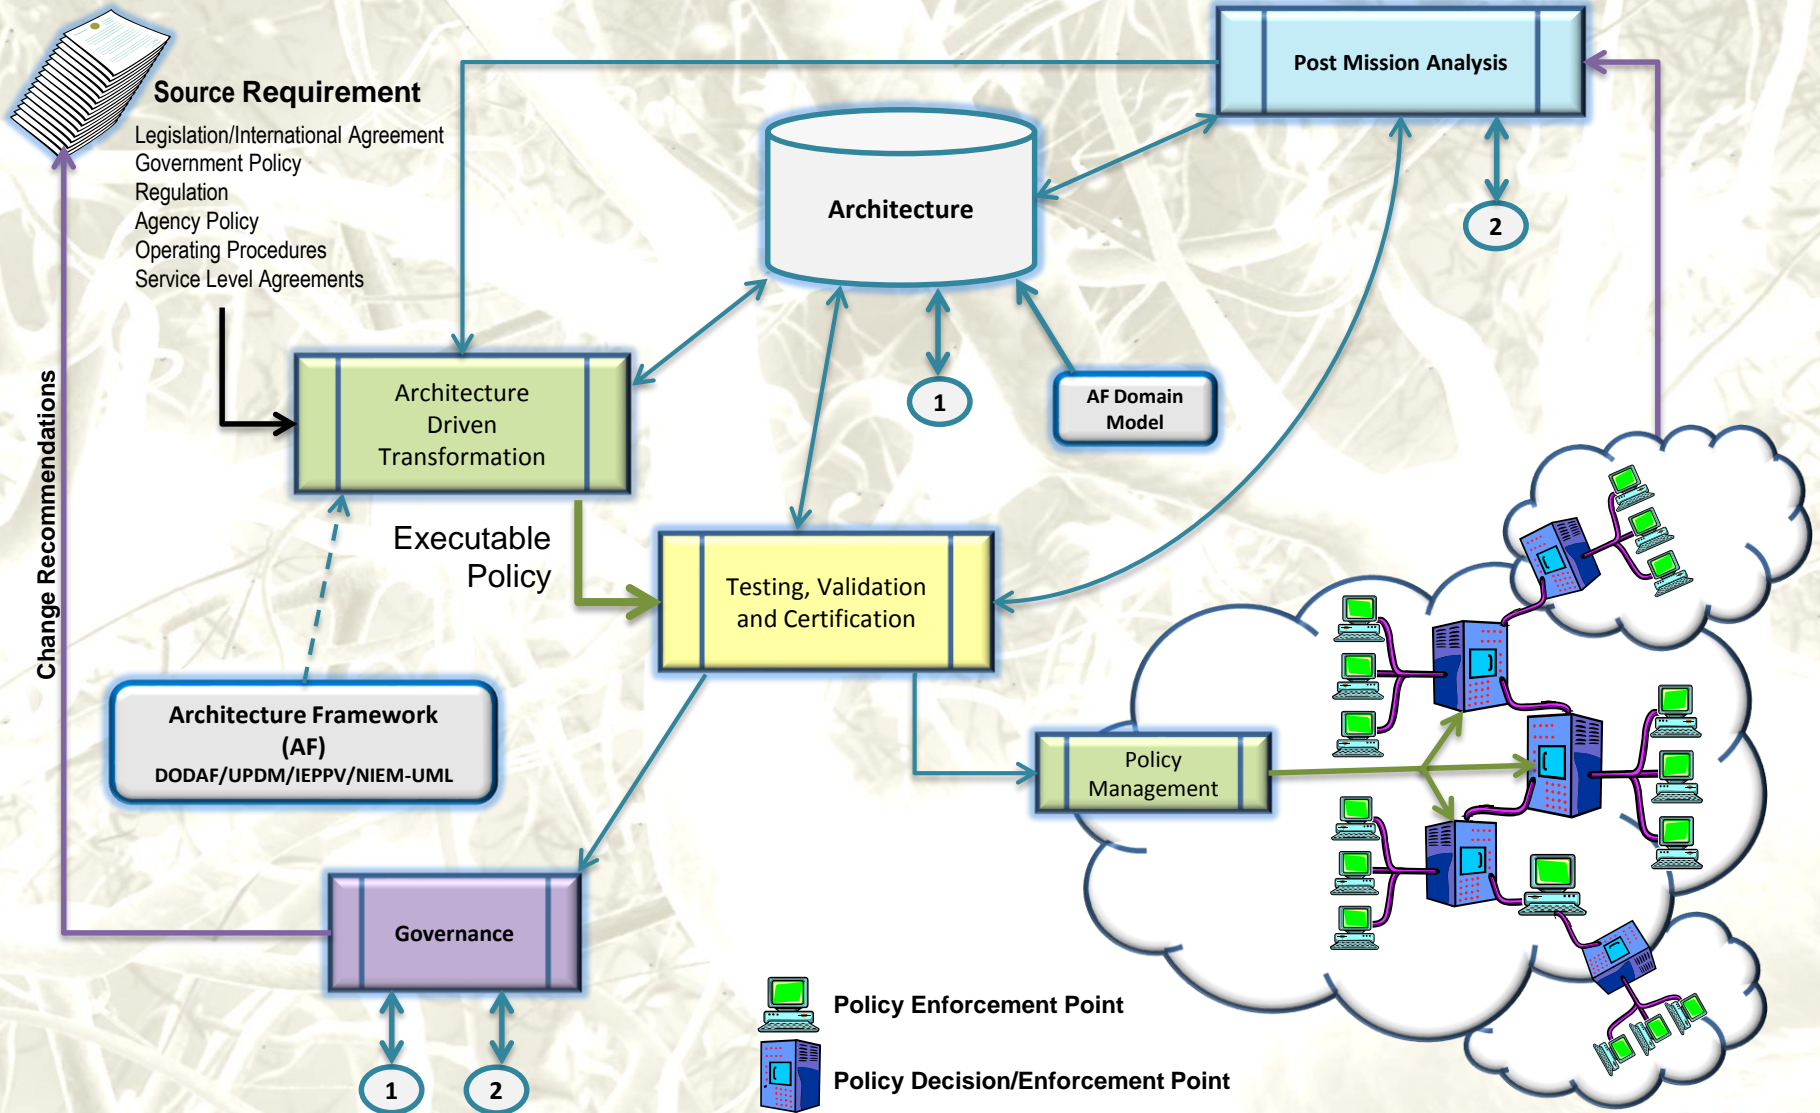 Post Mission Analysis
Source Requirement
Legislation/International Agreement
Government Policy
Regulation
Agency Policy
Operating Procedures
Service Level Agreements
Architecture
2
Architecture
Driven
Transformation
1
AF Domain
Model
Change Recommendations
Executable
Policy
Testing, Validation
and Certification
Architecture Framework
(AF)
DODAF/UPDM/IEPPV/NIEM-UML
Policy
Management
Governance
Policy Enforcement Point
Policy Decision/Enforcement Point
1
2